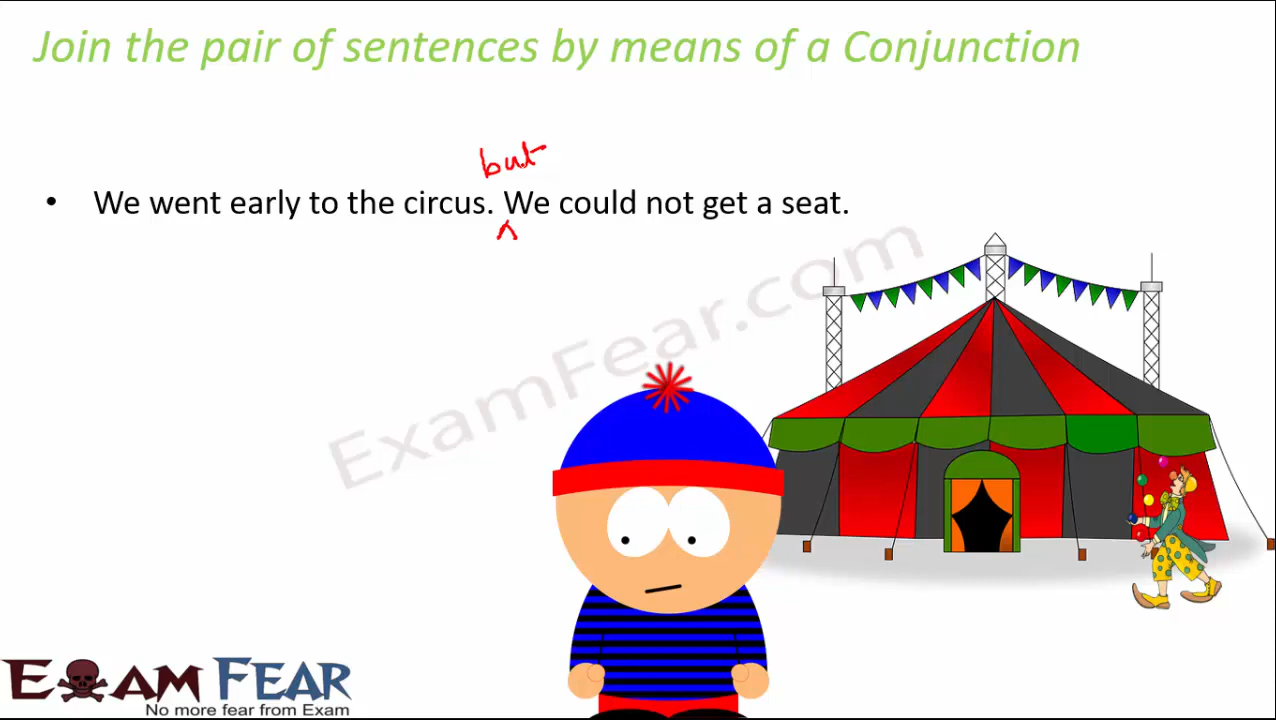 Join the pair of sentences by means of a Conjunction
but
• We went early to the circus. We could not get a seat.
^
ExamFear.com
EXAM FEAR
No more fear from Exam